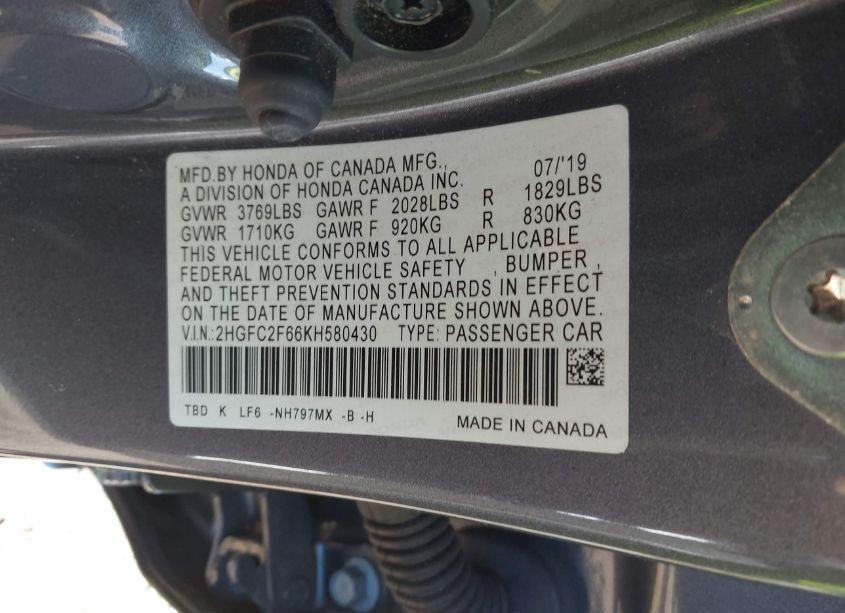 MFD.BY HONDA OF CANADA MFG., 07/'19
A DIVISION OF HONDA CANADA INC.
GVWR 3769LBS GAWR F 2028LBS R 1829LBS
GVWR 1710KG GAWR F 920KG R 830KG
THIS VEHICLE CONFORMS TO ALL APPLICABLE
FEDERAL MOTOR VEHICLE SAFETY , BUMPER ,
AND THEFT PREVENTION STANDARDS IN EFFECT
ON THE DATE OF MANUFACTURE SHOWN ABOVE.
V.I.N.:2HGFC2F66KH580430 TYPE: PASSENGER CAR
TBD K LF6 -NH797MX -B -H
MADE IN CANADA